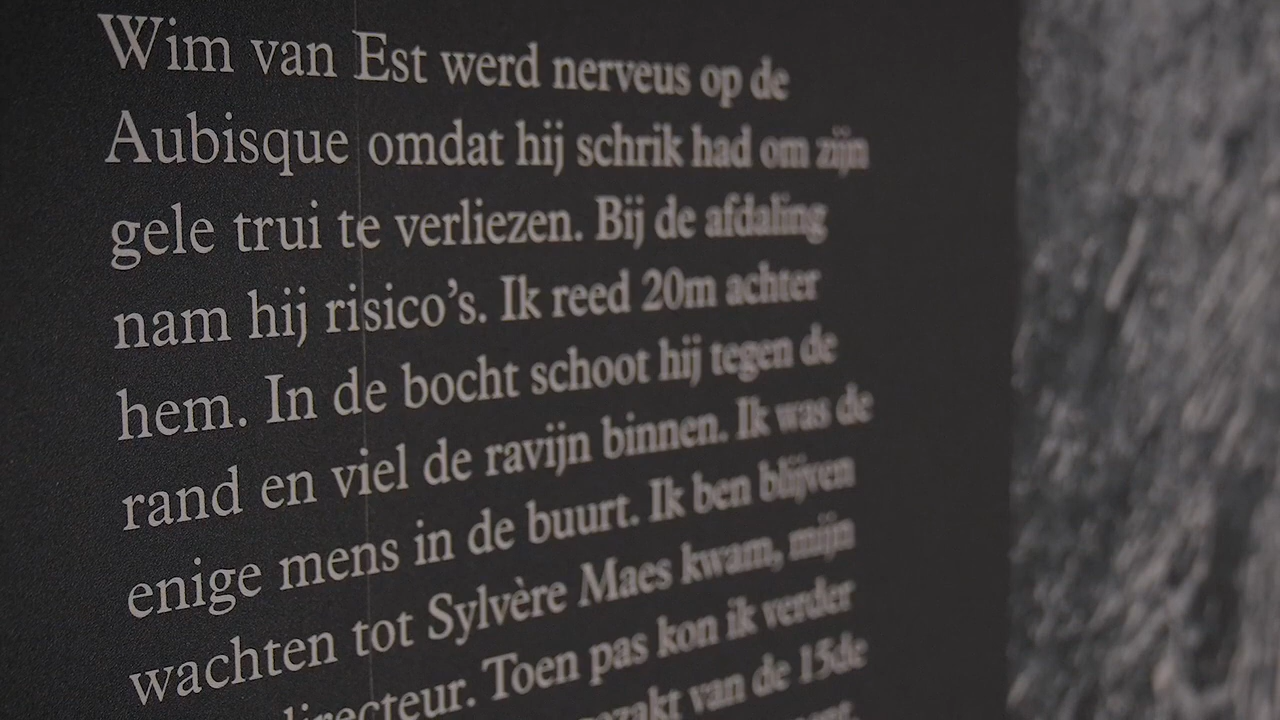 Wim van Est werd nerveus op de
Aubisque omdat hij schrik had om zijn
gele trui te verliezen. Bij de afdaling
nam hij risico's. Ik reed 20m achter
hem. In de bocht schoot hij tegen de
rand en viel de ravijn binnen. Ik was de
enige mens in de buurt. Ik ben blijven
wachten tot Sylvère Maes kwam, mijn
Toen pas kon ik verder
van de 15de